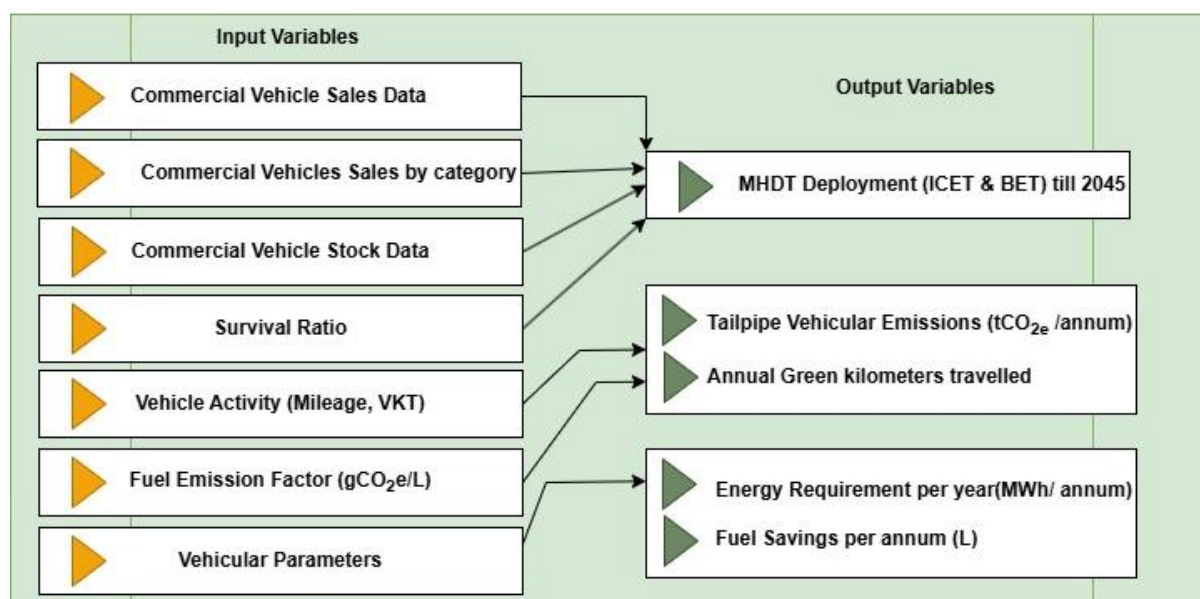 Input Variables
Commercial Vehicle Sales Data
Commercial Vehicles Sales by category
Commercial Vehicle Stock Data
Survival Ratio
Vehicle Activity (Mileage, VKT)
Fuel Emission Factor (gCO₂e/L)
Vehicular Parameters
Output Variables
MHDT Deployment (ICET & BET) till 2045
Tailpipe Vehicular Emissions (tCO₂ₑ /annum)
Annual Green kilometers travelled
Energy Requirement per year(MWh/ annum)
Fuel Savings per annum (L)